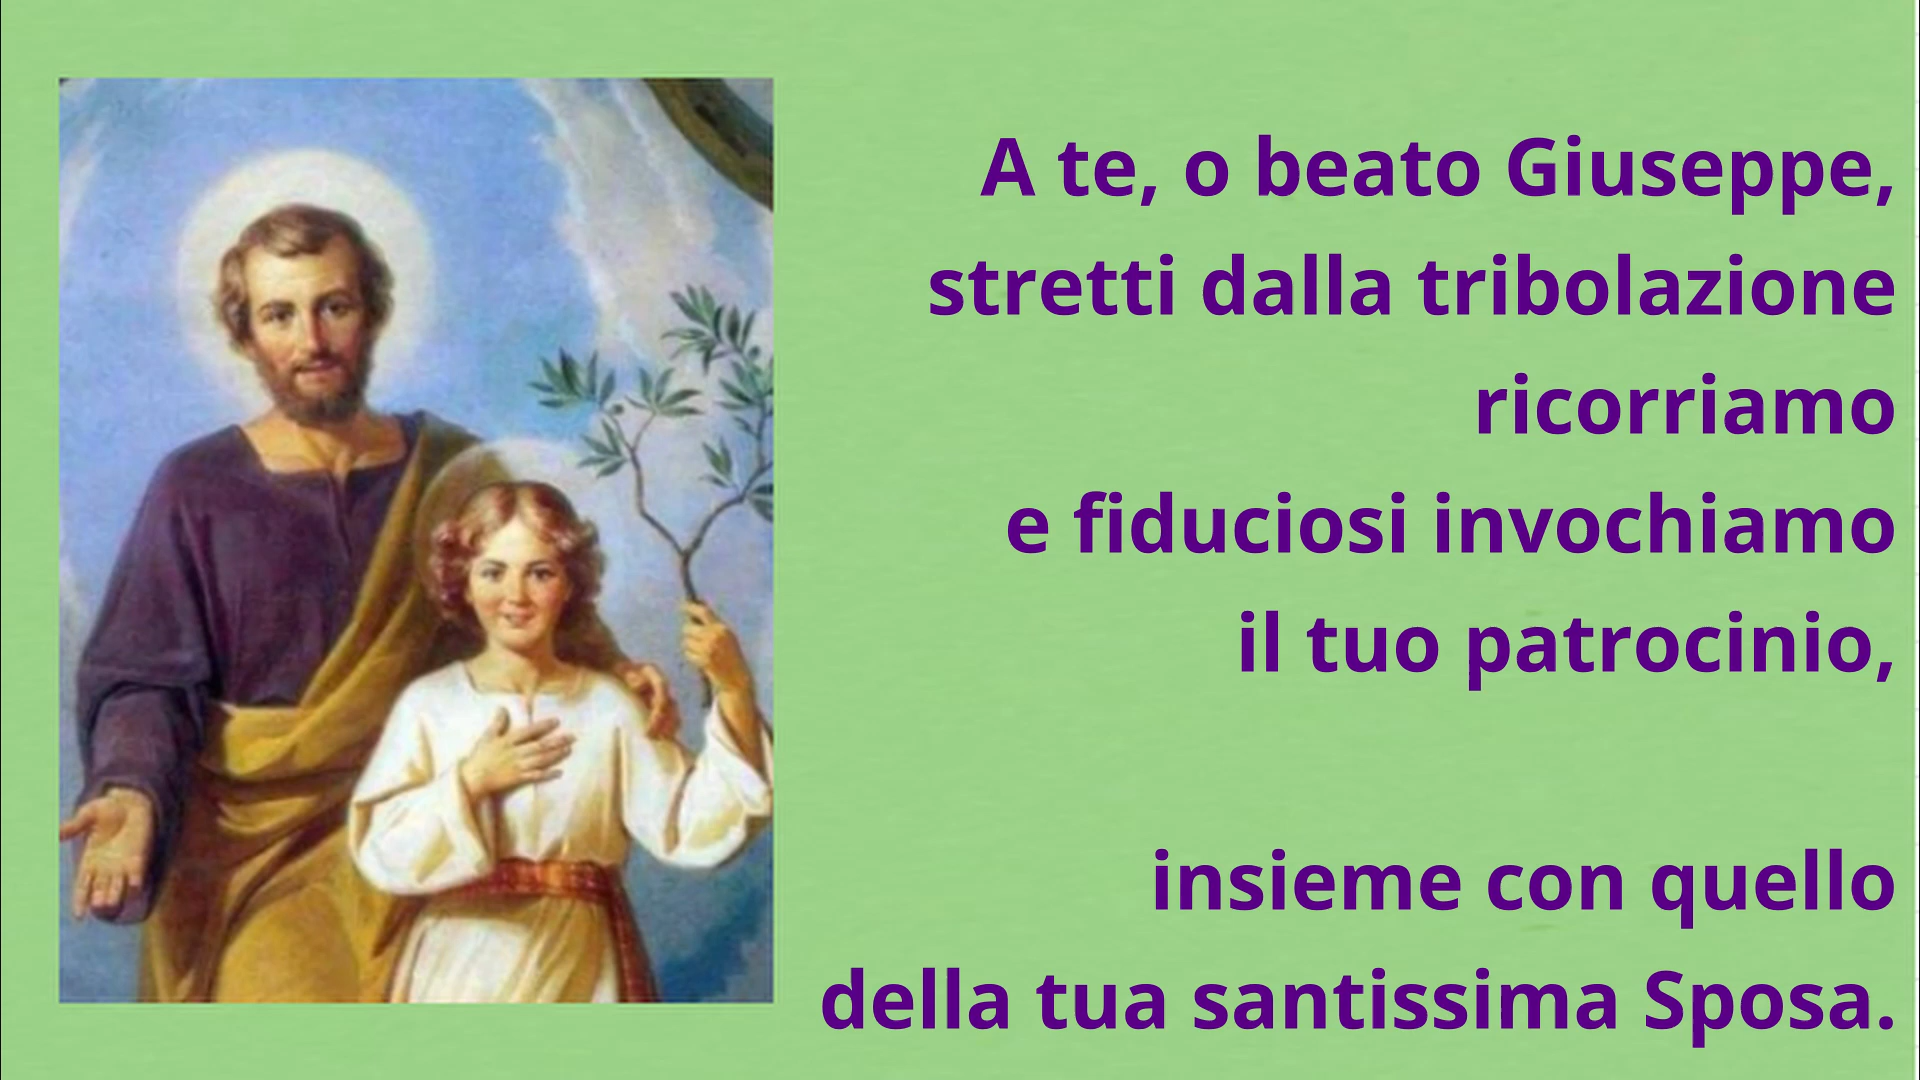 A te, o beato Giuseppe,
stretti dalla tribolazione
ricorriamo
e fiduciosi invochiamo
il tuo patrocinio,
insieme con quello
della tua santissima Sposa.